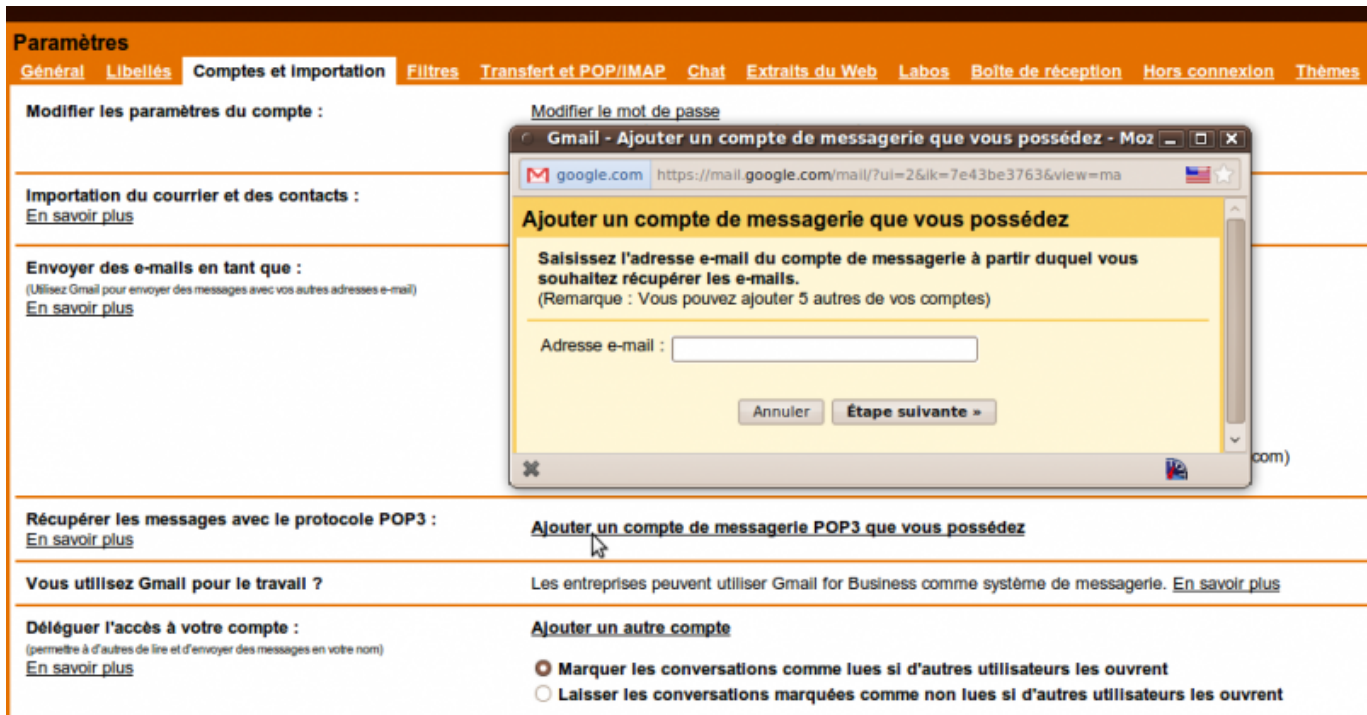 Paramètres
Général Libellés Comptes et importation Filtres Transfert et POP/IMAP Chat Extraits du Web Labos Boîte de réception Hors connexion Thèmes
Modifier les paramètres du compte :
Modifier le mot de passe
Gmail - Ajouter un compte de messagerie que vous possédez - Moz
google.com https://mail.google.com/mail/?ui=2&ik=7e43be3763&view=ma
Ajouter un compte de messagerie que vous possédez
Saisissez l'adresse e-mail du compte de messagerie à partir duquel vous
souhaitez récupérer les e-mails.
(Remarque : Vous pouvez ajouter 5 autres de vos comptes)
Adresse e-mail :
Annuler Étape suivante »
Importation du courrier et des contacts :
En savoir plus
Envoyer des e-mails en tant que :
(Utilisez Gmail pour envoyer des messages avec vos autres adresses e-mail)
En savoir plus
com)
Récupérer les messages avec le protocole POP3 :
En savoir plus
Ajouter un compte de messagerie POP3 que vous possédez
Vous utilisez Gmail pour le travail ?
Les entreprises peuvent utiliser Gmail for Business comme système de messagerie. En savoir plus
Déléguer l'accès à votre compte :
(permettre à d'autres de lire et d'envoyer des messages en votre nom)
En savoir plus
Ajouter un autre compte
Marquer les conversations comme lues si d'autres utilisateurs les ouvrent
Laisser les conversations marquées comme non lues si d'autres utilisateurs les ouvrent